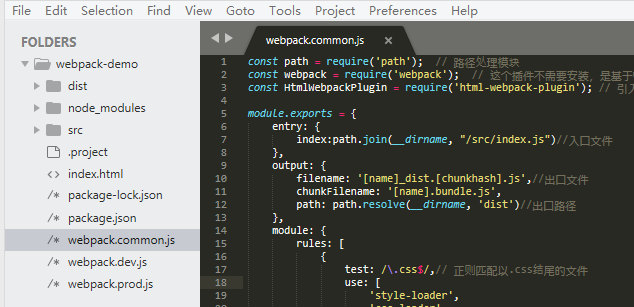 File Edit Selection Find View Goto Tools Project Preferences Help
FOLDERS
webpack-demo
dist
node_modules
src
.project
index.html
/* package-lock.json
/* package.json
/* webpack.common.js
/* webpack.dev.js
/* webpack.prod.js
webpack.common.js ×
1 const path = require('path'); // 路径处理模块
2 const webpack = require('webpack'); // 这个插件不需要安装，是基于
3 const HtmlWebpackPlugin = require('html-webpack-plugin'); // 引入
4
5 module.exports = {
6 entry: {
7 index:path.join(__dirname, "/src/index.js")//入口文件
8 },
9 output: {
10 filename: '[name]_dist.[chunkhash].js',//出口文件
11 chunkFilename: '[name].bundle.js',
12 path: path.resolve(__dirname, 'dist')//出口路径
13 },
14 module: {
15 rules: [
16 {
17 test: /\.css$/,// 正则匹配以.css结尾的文件
18 use: [
19 'style-loader',